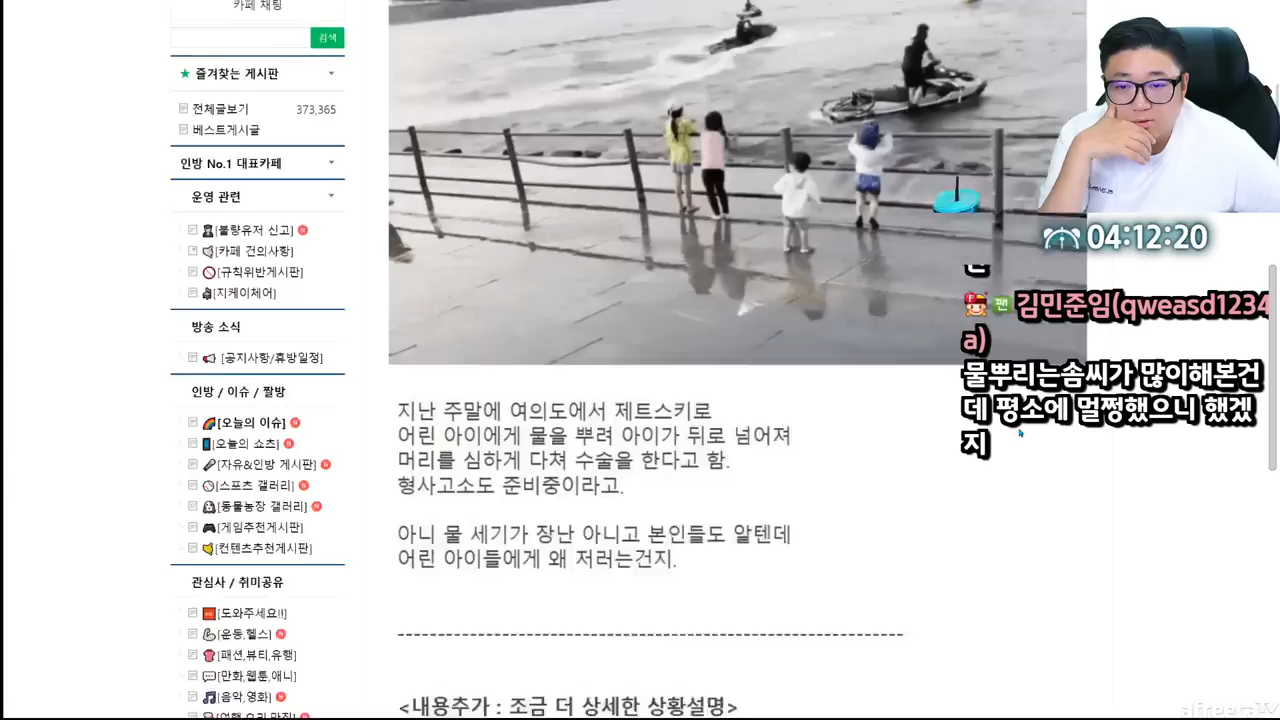 카페 채팅
검색
즐겨찾는 게시판
전체글보기 373,365
베스트게시글
인방 No.1 대표카페
운영 관련
[불량유저 신고]
[카페 건의사항]
[규칙위반게시판]
[지케이체어]
방송 소식
[공지사항/휴방일정]
인방 / 이슈 / 짤방
[오늘의 이슈]
[오늘의 쇼츠]
[자유&인방 게시판]
[스포츠 갤러리]
[동물농장 갤러리]
[게임추천게시판]
[컨텐츠추천게시판]
관심사 / 취미공유
[도와주세요!!]
[운동,헬스]
[패션,뷰티,유행]
[만화,웹툰,애니]
[음악,영화]
지난 주말에 여의도에서 제트스키로
어린 아이에게 물을 뿌려 아이가 뒤로 넘어져
머리를 심하게 다쳐 수술을 한다고 함.
형사고소도 준비중이라고.
아니 물 세기가 장난 아니고 본인들도 알텐데
어린 아이들에게 왜 저러는건지.
<내용추가 : 조금 더 상세한 상황설명>
04:12:20
팬 김민준임(qweasd1234
a)
물뿌리는솜씨가 많이해본건
데 평소에 멀쩡했으니 했겠
지
afreecaTV